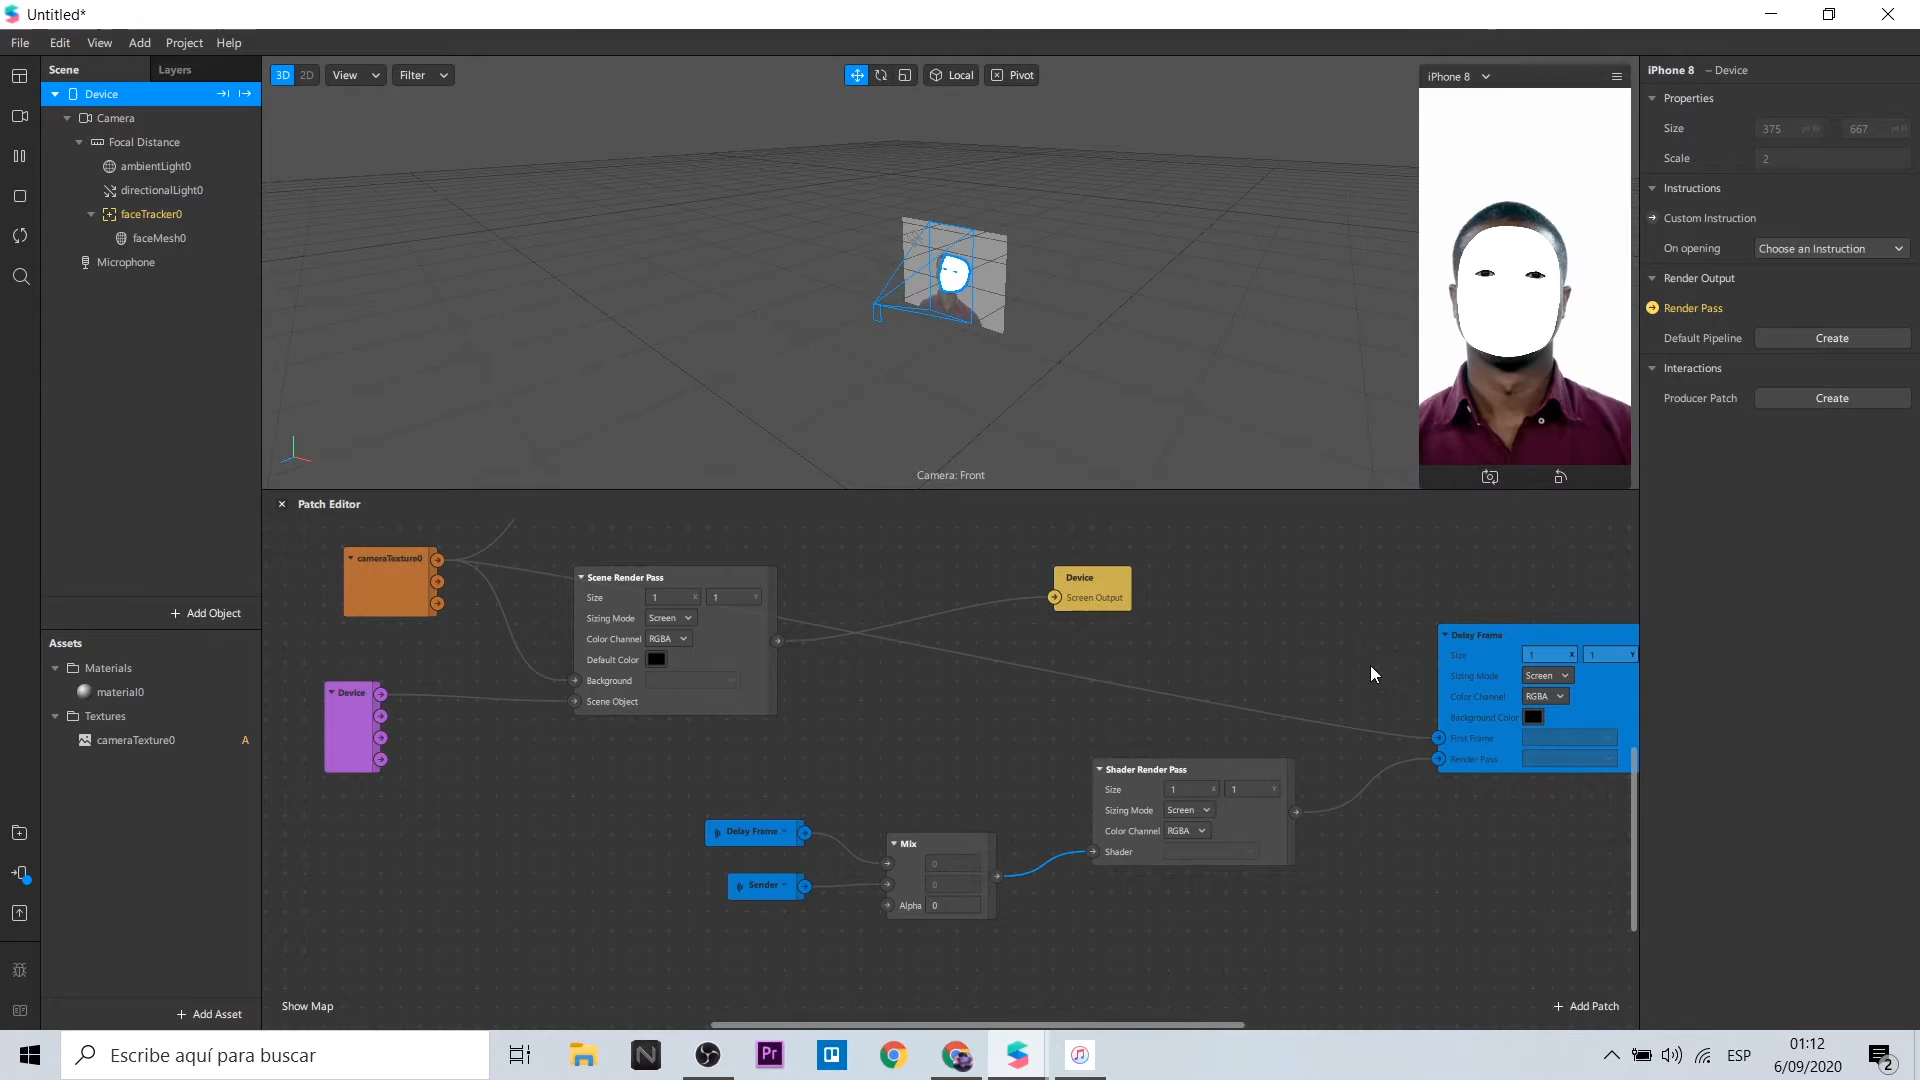 Untitled*
File Edit View Add Project Help
Scene Layers
Device
Camera
Focal Distance
ambientLight0
directionalLight0
faceTracker0
faceMesh0
Microphone
+ Add Object
Assets
Materials
material0
Textures
cameraTexture0 A
+ Add Asset
3D 2D View Filter Local Pivot
Camera: Front
iPhone 8
iPhone 8 – Device
Properties
Size 375 667
Scale 2
Instructions
Custom Instruction
On opening Choose an Instruction
Render Output
Render Pass
Default Pipeline Create
Interactions
Producer Patch Create
Patch Editor
cameraTexture0
Device
Scene Render Pass
Size 1 X 1 Y
Sizing Mode Screen
Color Channel RGBA
Default Color
Background
Scene Object
Device
Screen Output
Delay Frame
Size 1 X 1 Y
Sizing Mode Screen
Color Channel RGBA
Background Color
First Frame
Render Pass
Shader Render Pass
Size 1 X 1 Y
Sizing Mode Screen
Color Channel RGBA
Shader
Delay Frame
Sender
Mix
0
0
Alpha 0
Show Map
+ Add Patch
Escribe aquí para buscar
Pr
ESP
01:12
6/09/2020
2